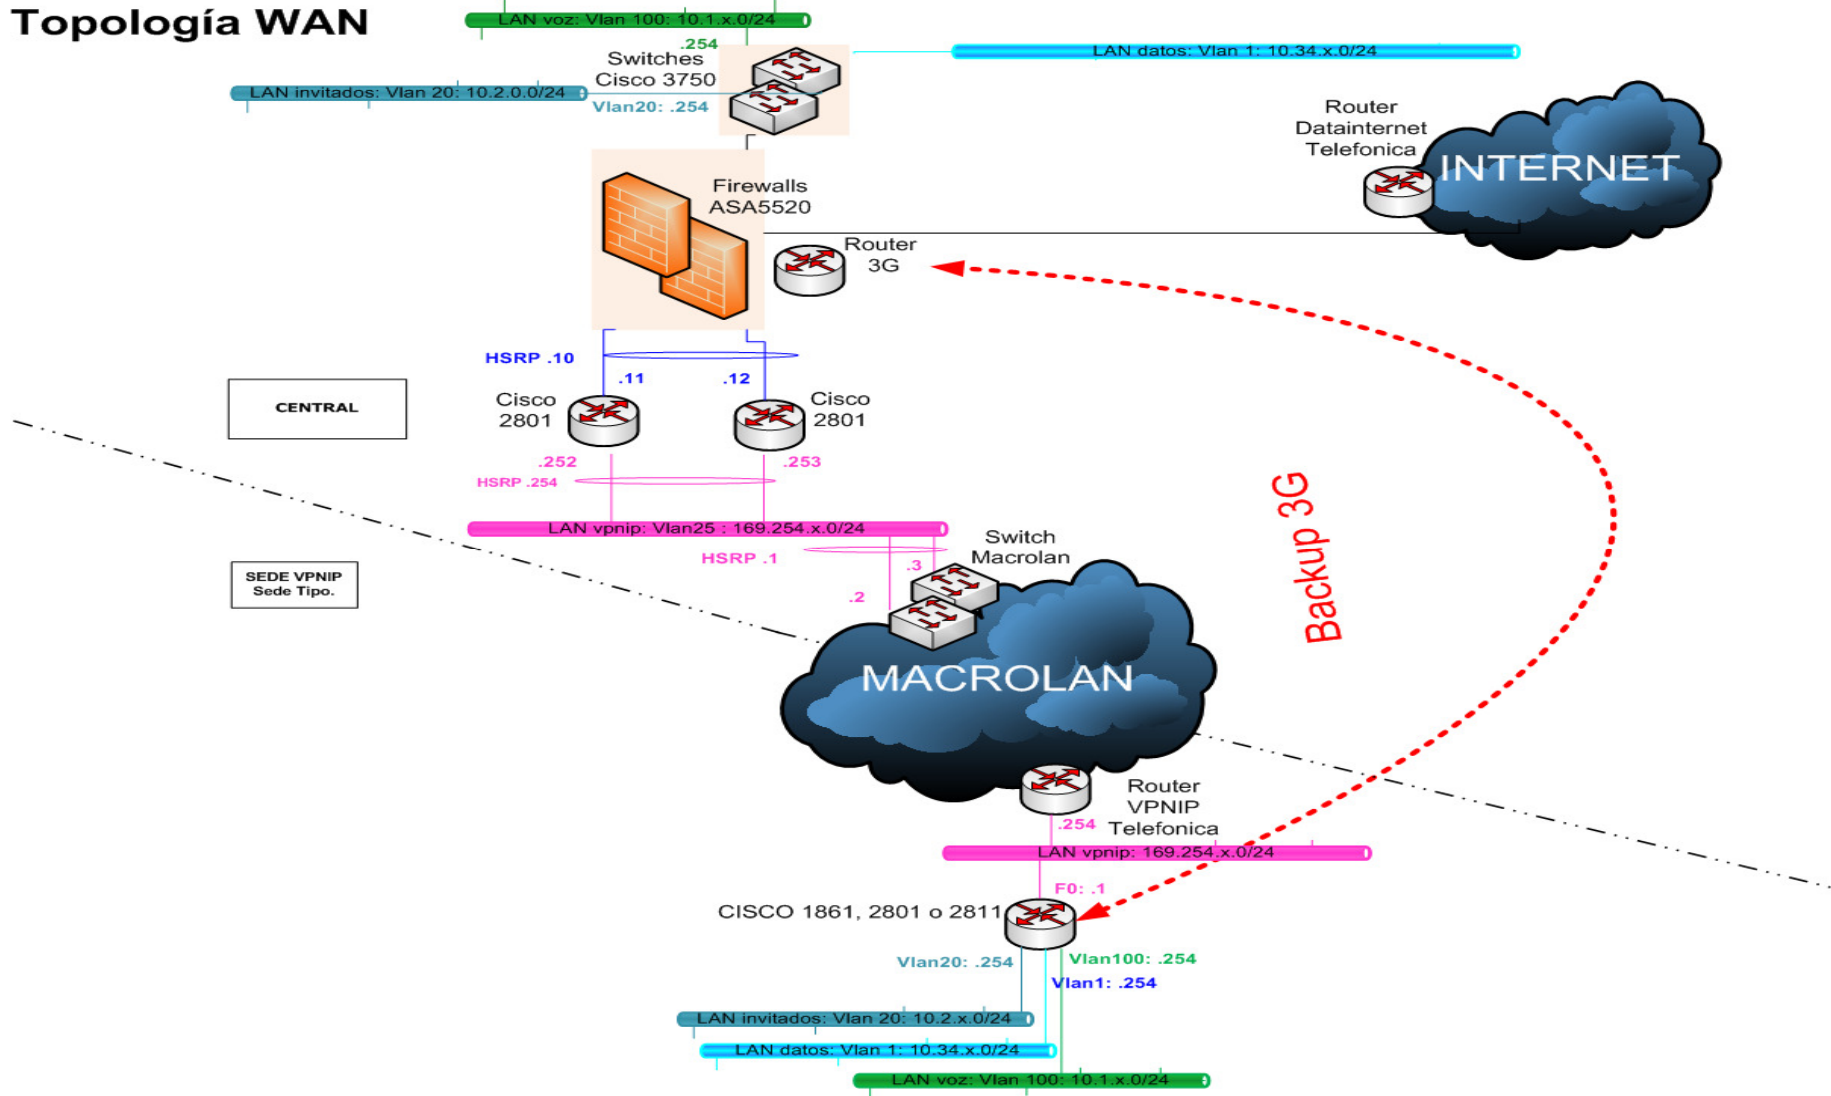 Topología WAN
LAN voz: Vlan 100: 10.1.x.0/24
.254
Switches
Cisco 3750
LAN datos: Vlan 1: 10.34.x.0/24
LAN invitados: Vlan 20: 10.2.0.0/24
Vlan20: .254
Router
Datainternet
Telefonica
INTERNET
Firewalls
ASA5520
Router
3G
HSRP .10
.11
.12
CENTRAL
Cisco
2801
Cisco
2801
.252
.253
HSRP .254
LAN vpnip: Vlan25 : 169.254.x.0/24
Backup 3G
HSRP .1
Switch
Macrolan
.3
.2
SEDE VPNIP
Sede Tipo.
MACROLAN
Router
VPNIP
Telefonica
.254
LAN vpnip: 169.254.x.0/24
F0: .1
CISCO 1861, 2801 o 2811
Vlan20: .254
Vlan100: .254
Vlan1: .254
LAN invitados: Vlan 20: 10.2.x.0/24
LAN datos: Vlan 1: 10.34.x.0/24
LAN voz: Vlan 100: 10.1.x.0/24